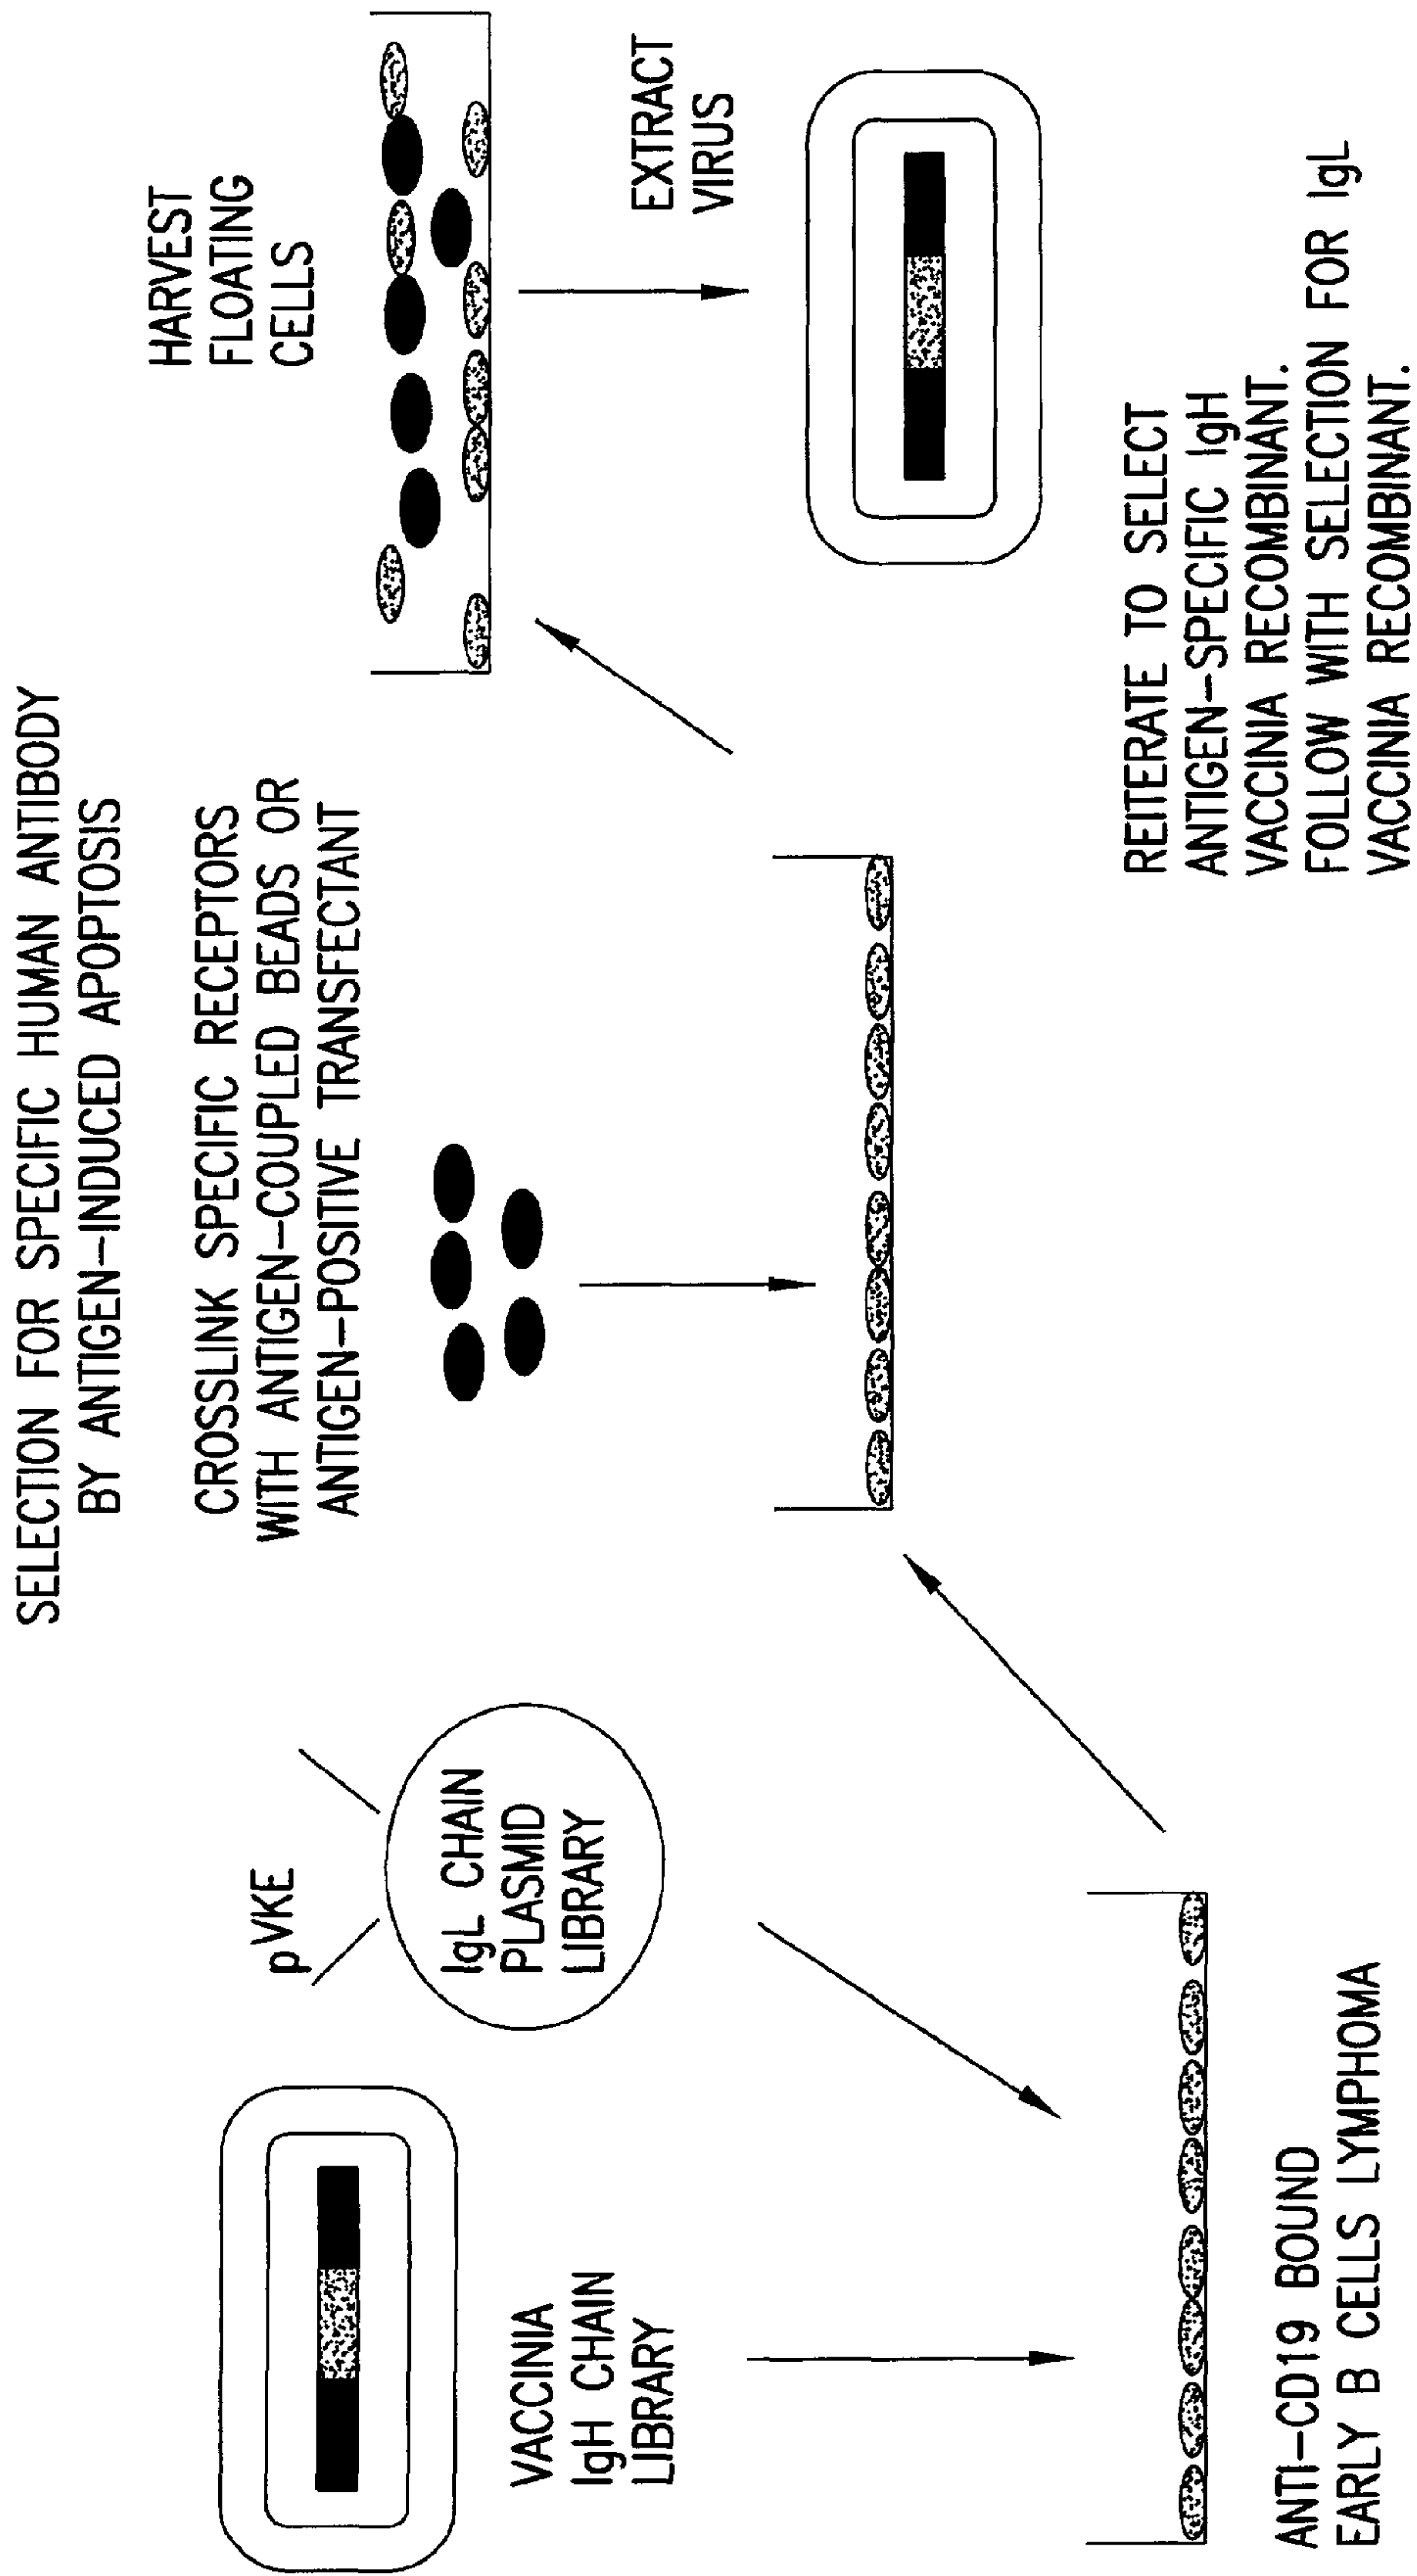 SELECTION FOR SPECIFIC HUMAN ANTIBODY
BY ANTIGEN-INDUCED APOPTOSIS
pVKE
IgL CHAIN
PLASMID
LIBRARY
VACCINIA
IgH CHAIN
LIBRARY
ANTI-CD19 BOUND
EARLY B CELLS LYMPHOMA
CROSSLINK SPECIFIC RECEPTORS
WITH ANTIGEN-COUPLED BEADS OR
ANTIGEN-POSITIVE TRANSFECTANT
HARVEST
FLOATING
CELLS
EXTRACT
VIRUS
REITERATE TO SELECT
ANTIGEN-SPECIFIC IgH
VACCINIA RECOMBINANT.
FOLLOW WITH SELECTION FOR IgL
VACCINIA RECOMBINANT.